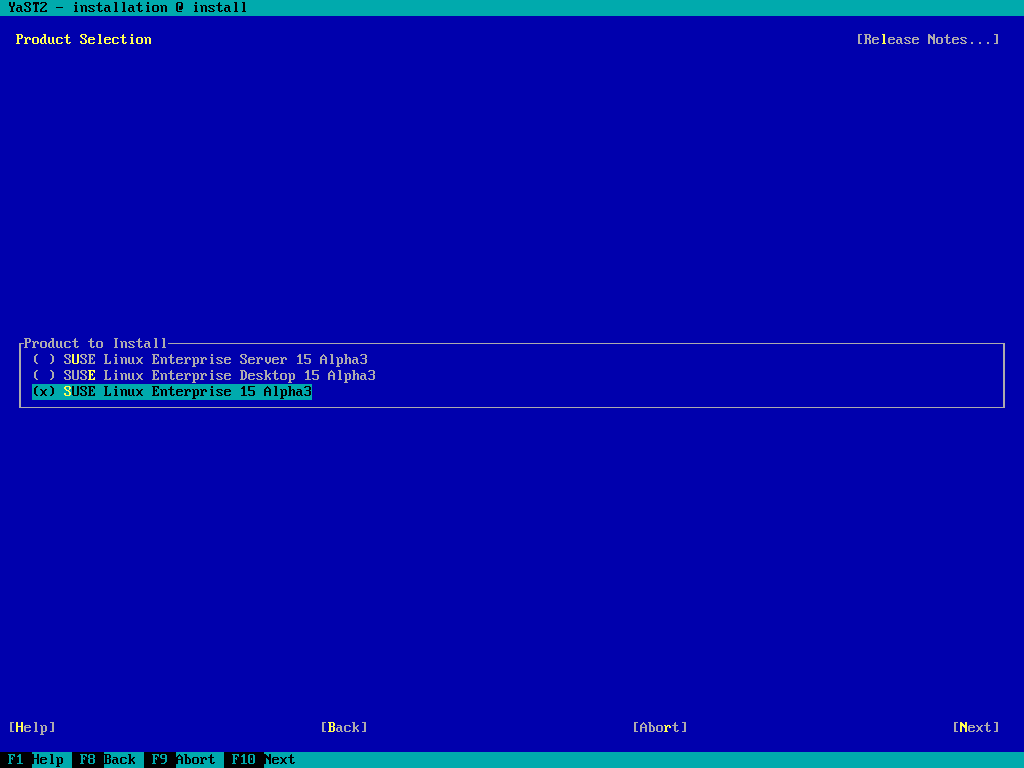 YaST2 - installation @ install
Product Selection [Release Notes...]
Product to Install
( ) SUSE Linux Enterprise Server 15 Alpha3
( ) SUSE Linux Enterprise Desktop 15 Alpha3
(x) SUSE Linux Enterprise 15 Alpha3
[Help] [Back] [Abort] [Next]
F1 Help F8 Back F9 Abort F10 Next